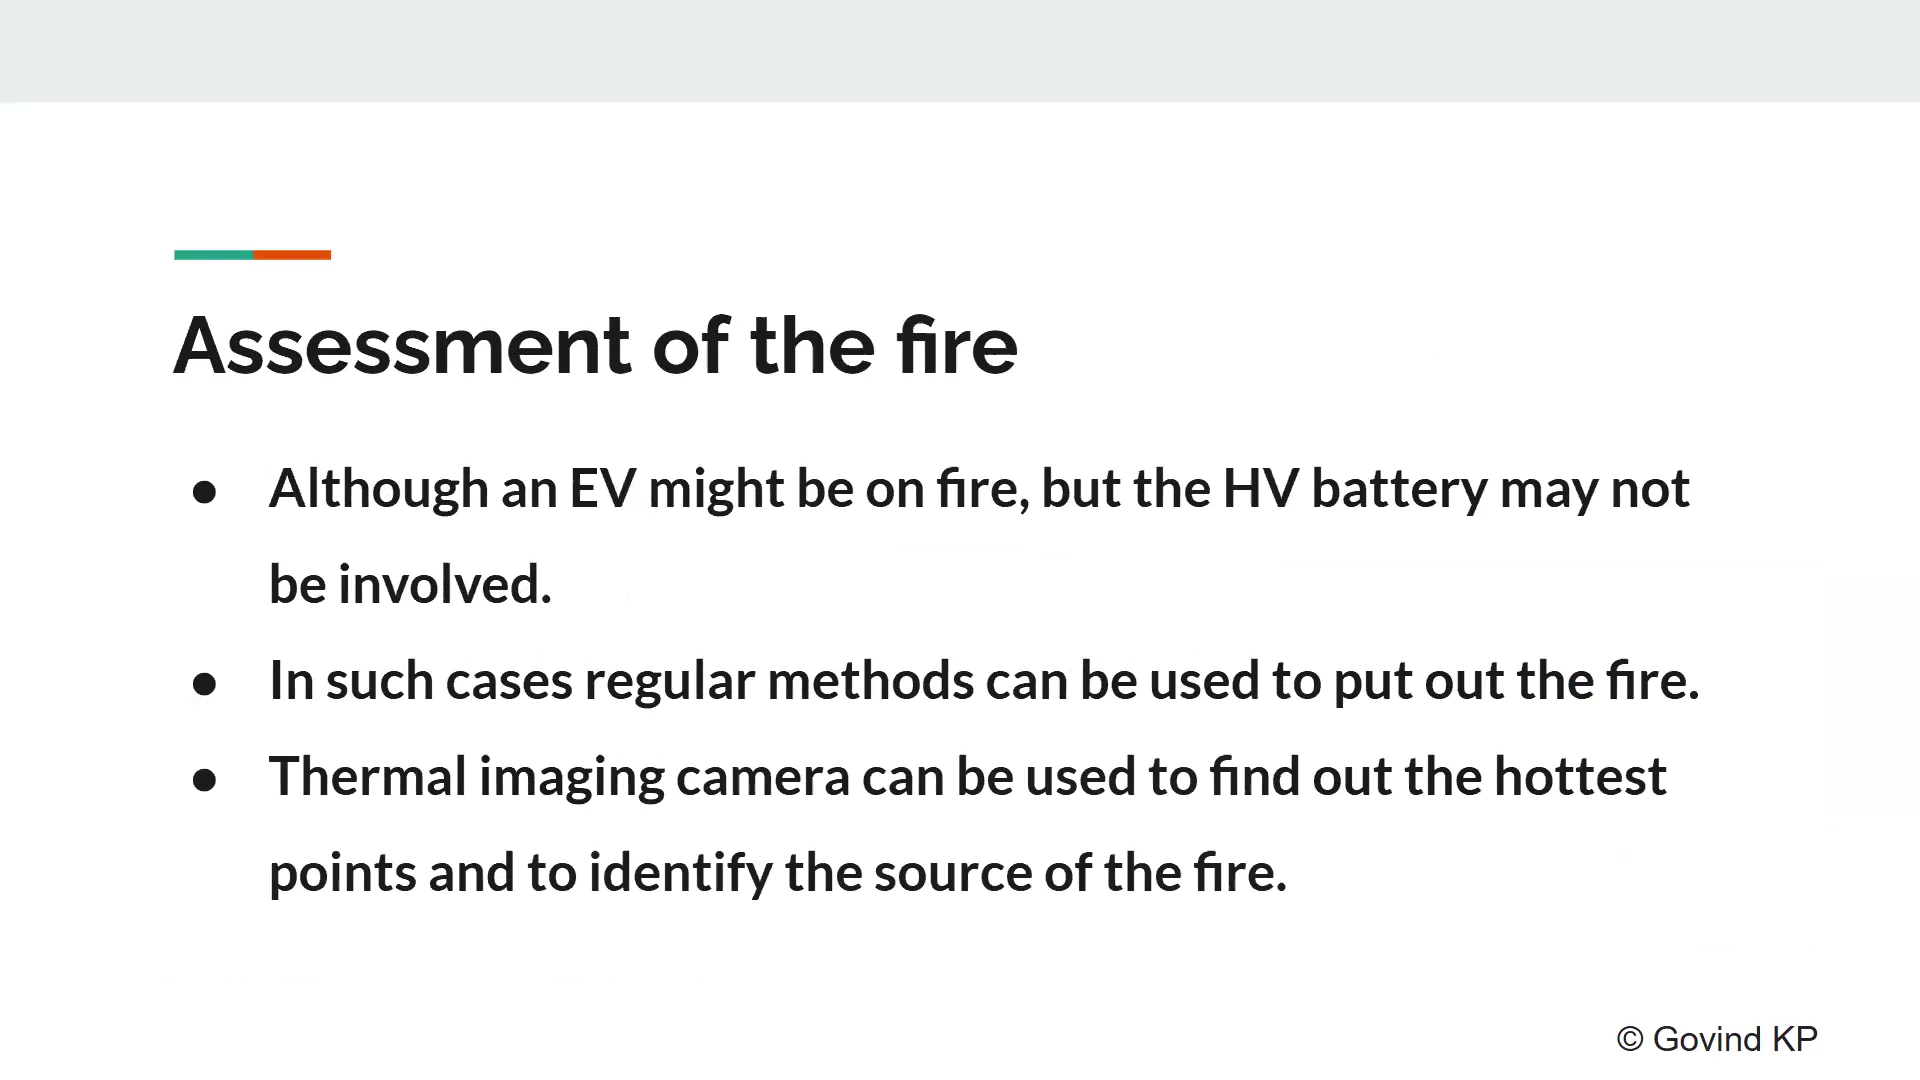 Assessment of the fire
● Although an EV might be on fire, but the HV battery may not
be involved.
● In such cases regular methods can be used to put out the fire.
● Thermal imaging camera can be used to find out the hottest
points and to identify the source of the fire.
© Govind KP